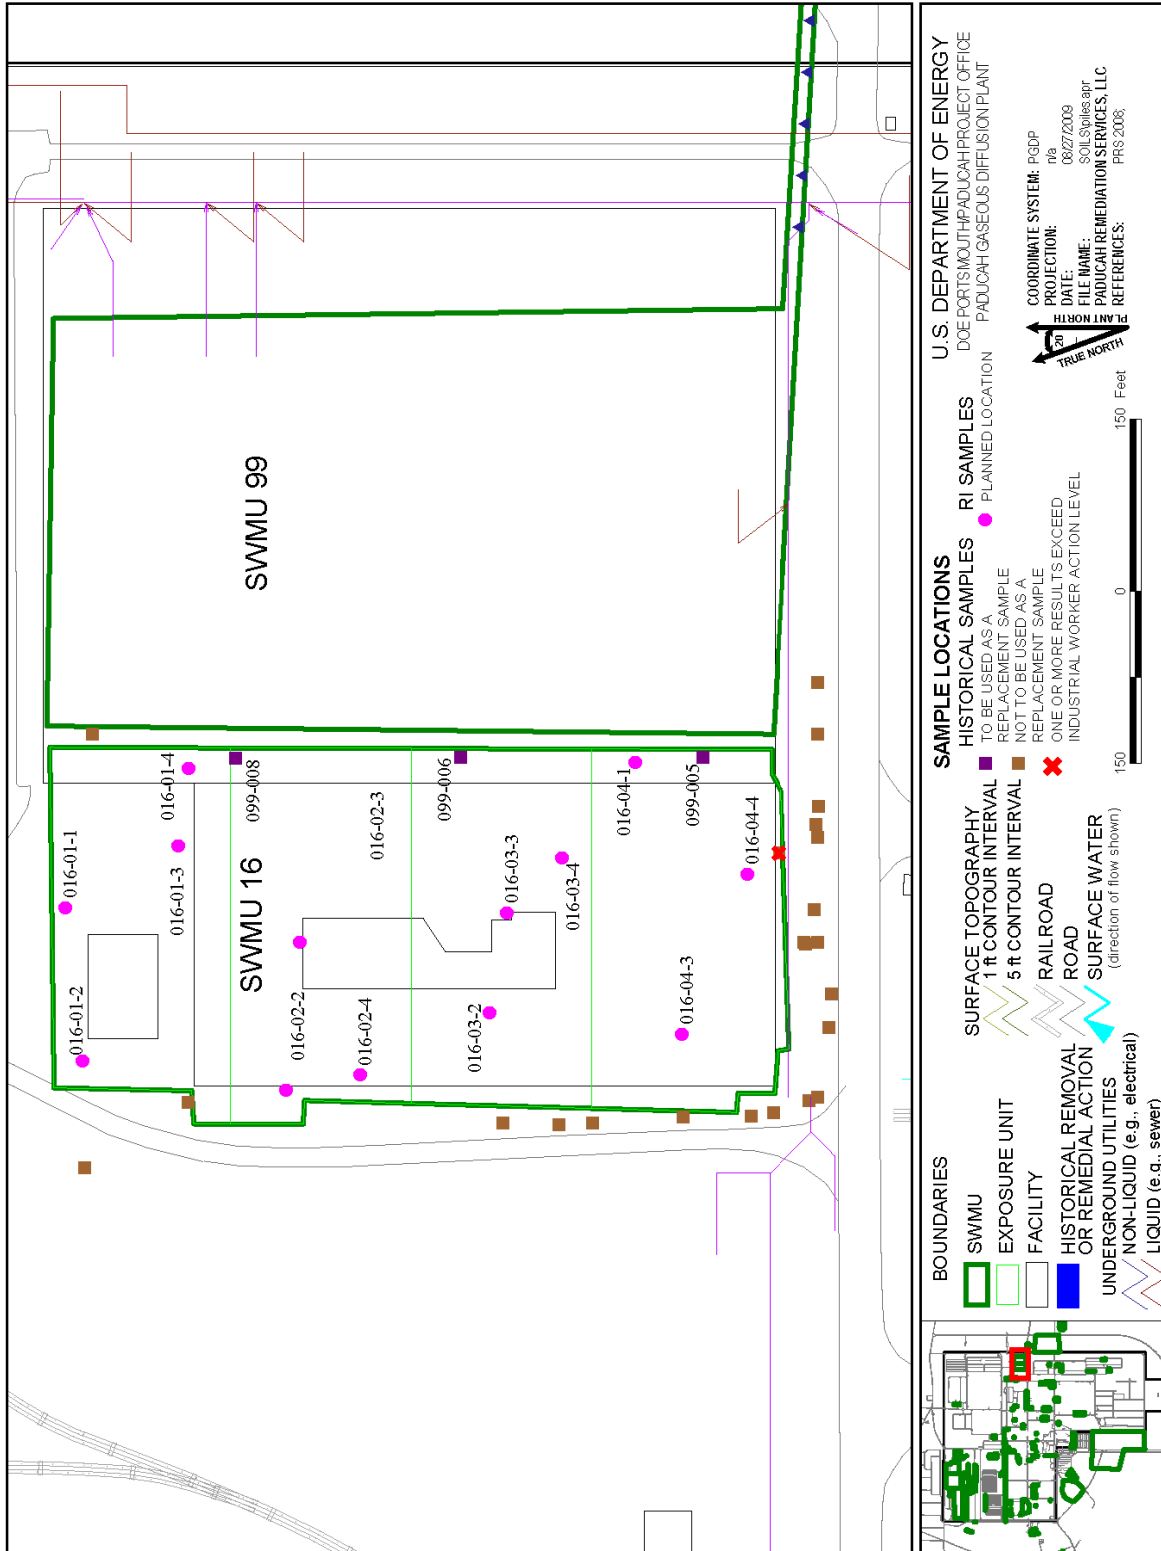 SWMU 99
SWMU 16
016-01-1
016-01-2
016-01-3
016-01-4
099-008
016-02-3
099-006
016-04-1
099-005
016-04-4
016-03-3
016-03-4
016-02-2
016-02-4
016-03-2
016-04-3
BOUNDARIES
SWMU
EXPOSURE UNIT
FACILITY
HISTORICAL REMOVAL
OR REMEDIAL ACTION
UNDERGROUND UTILITIES
NON-LIQUID (e.g., electrical)
LIQUID (e.g., sewer)
SURFACE TOPOGRAPHY
1 ft CONTOUR INTERVAL
5 ft CONTOUR INTERVAL
RAILROAD
ROAD
SURFACE WATER
(direction of flow shown)
SAMPLE LOCATIONS
HISTORICAL SAMPLES
TO BE USED AS A
REPLACEMENT SAMPLE
NOT TO BE USED AS A
REPLACEMENT SAMPLE
ONE OR MORE RESULTS EXCEED
INDUSTRIAL WORKER ACTION LEVEL
RI SAMPLES
PLANNED LOCATION
150 0 150 Feet
U.S. DEPARTMENT OF ENERGY
DOE PORTSMOUTH/PADUCAH PROJECT OFFICE
PADUCAH GASEOUS DIFFUSION PLANT
20
TRUE NORTH
PLANT NORTH
COORDINATE SYSTEM: PGDP
PROJECTION: n/a
DATE: 08/27/2009
FILE NAME: SOILS\piles.apr
PADUCAH REMEDIATION SERVICES, LLC
REFERENCES: PRS 2008;